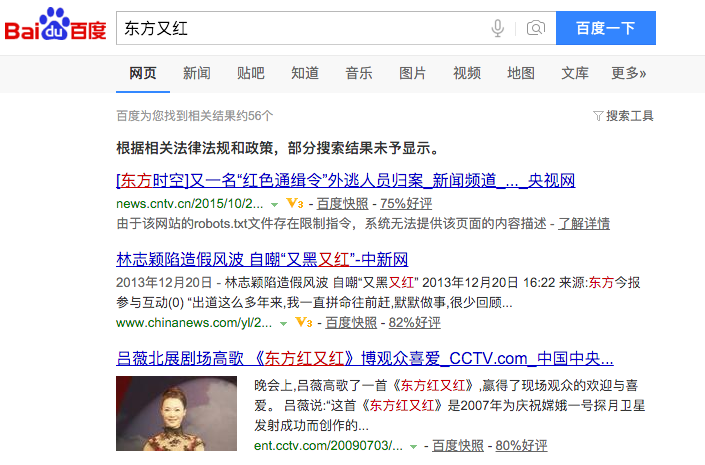 Bai du 百度 东方又红 百度一下
网页 新闻 贴吧 知道 音乐 图片 视频 地图 文库 更多»
百度为您找到相关结果约56个 搜索工具
根据相关法律法规和政策，部分搜索结果未予显示。
[东方时空]又一名“红色通缉令”外逃人员归案_新闻频道_..._央视网
news.cntv.cn/2015/10/2... V3 - 百度快照 - 75%好评
由于该网站的robots.txt文件存在限制指令，系统无法提供该页面的内容描述 - 了解详情
林志颖陷造假风波 自嘲“又黑又红”-中新网
2013年12月20日 - 林志颖陷造假风波 自嘲“又黑又红” 2013年12月20日 16:22 来源:东方今报
参与互动(0) “出道这么多年来,我一直拼命往前赶,默默做事,很少回顾...
www.chinanews.com/yl/2... V3 - 百度快照 - 82%好评
吕薇北展剧场高歌 《东方红又红》博观众喜爱_CCTV.com_中国中央...
晚会上,吕薇高歌了一首《东方红又红》,赢得了现场观众的欢迎与喜
爱。 吕薇说:“这首《东方红又红》是2007年为庆祝嫦娥一号探月卫星
发射成功而创作的...
ent.cctv.com/20090703/... - 百度快照 - 80%好评